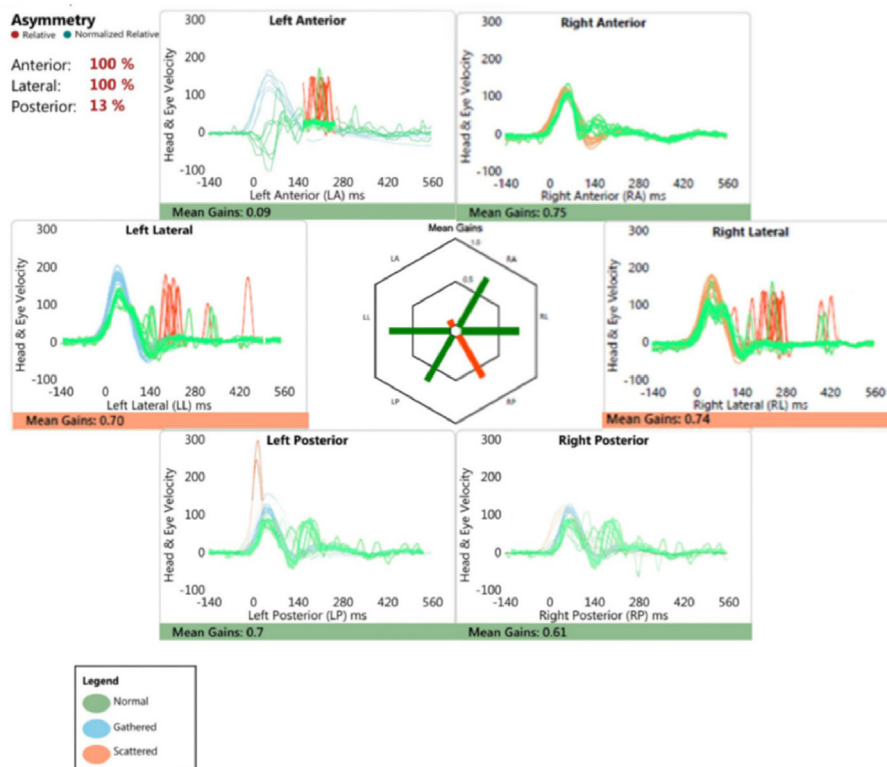 Asymmetry
Relative Normalized Relative
Anterior: 100 %
Lateral: 100 %
Posterior: 13 %
Left Anterior
Head & Eye Velocity
300
200
100
0
-100
-140 0 140 280 420 560
Left Anterior (LA) ms
Mean Gains: 0.09
Right Anterior
Head & Eye Velocity
300
200
100
0
-100
-140 0 140 280 420 560
Right Anterior (RA) ms
Mean Gains: 0.75
Left Lateral
Head & Eye Velocity
300
200
100
0
-100
-140 0 140 280 420 560
Left Lateral (LL) ms
Mean Gains: 0.70
Mean Gains
1.0
0.5
LA
RA
LL
RL
LP
RP
Right Lateral
Head & Eye Velocity
300
200
100
0
-100
-140 0 140 280 420 560
Right Lateral (RL) ms
Mean Gains: 0.74
Left Posterior
Head & Eye Velocity
300
200
100
0
-100
-140 0 140 280 420 560
Left Posterior (LP) ms
Mean Gains: 0.7
Right Posterior
Head & Eye Velocity
300
200
100
0
-100
-140 0 140 280 420 560
Right Posterior (RP) ms
Mean Gains: 0.61
Legend
Normal
Gathered
Scattered